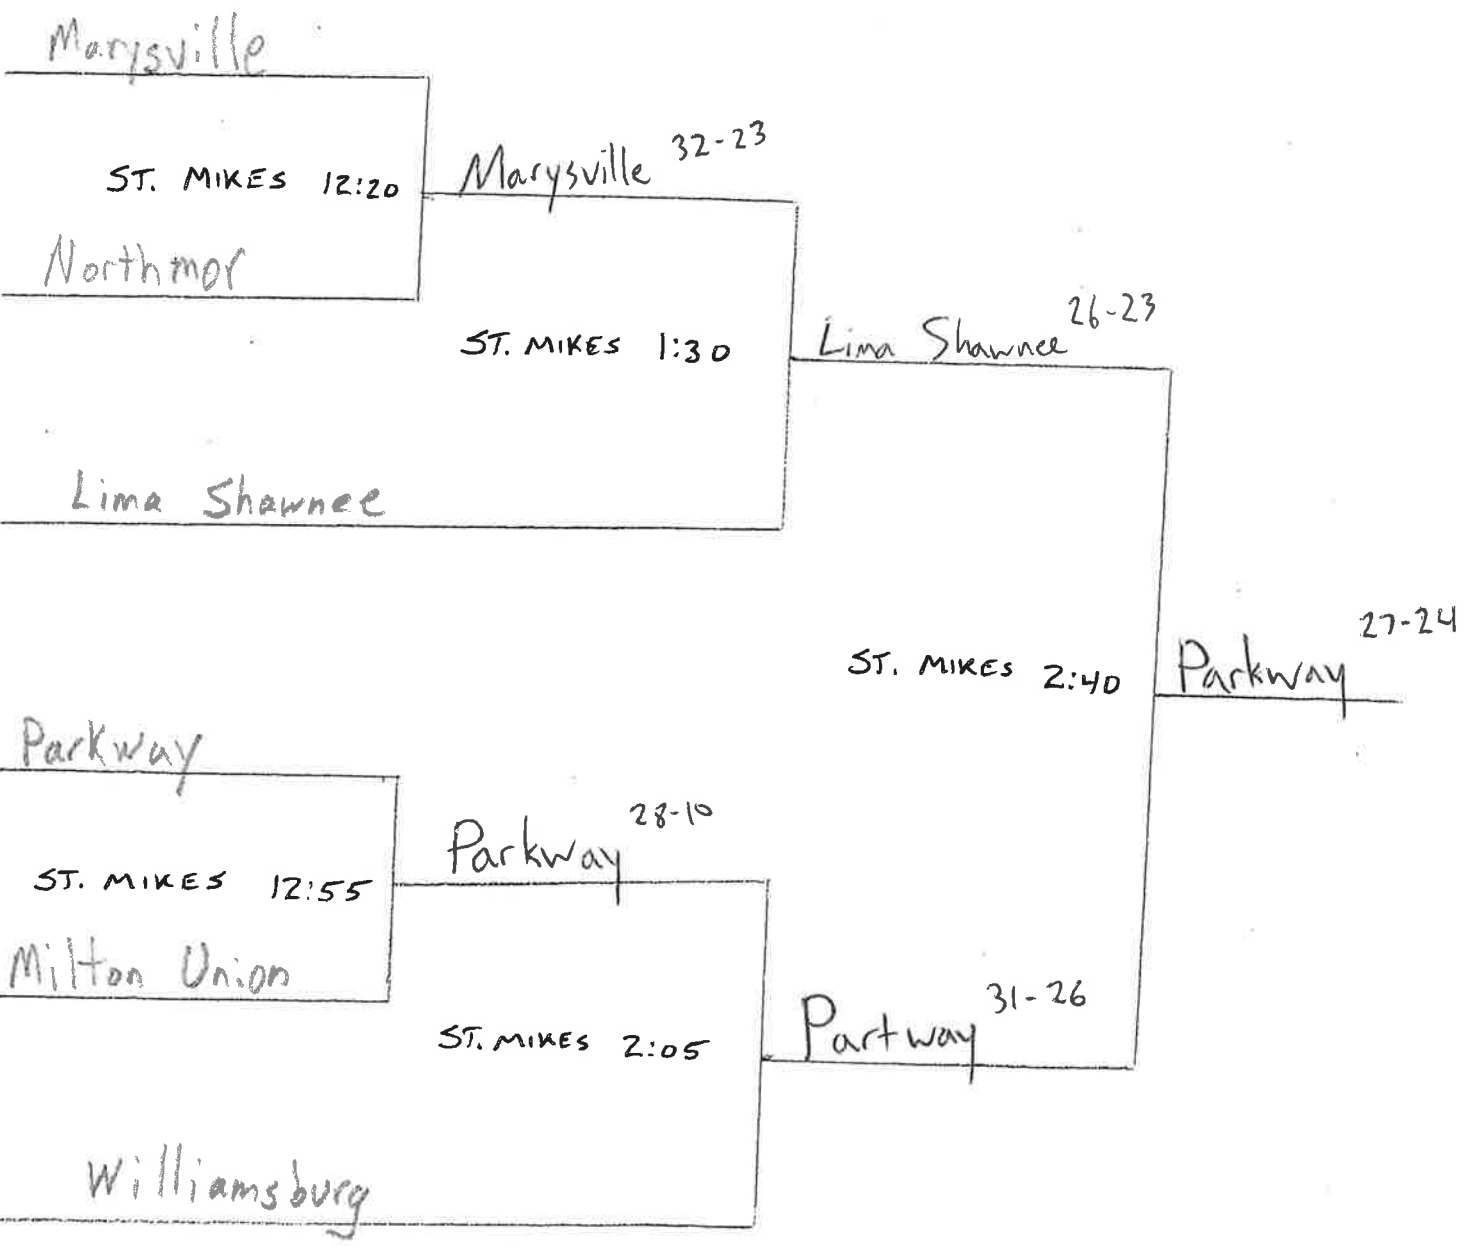 Marysville
32-23
ST. MIKES 12:20
Marysville
Northmor
26-23
ST. MIKES 1:30
Lima Shawnee
Lima Shawnee
27-24
ST. MIKES 2:40
Parkway
Parkway
28-10
Parkway
ST. MIKES 12:55
Milton Union
31-26
ST. MIKES 2:05
Partway
Williamsburg